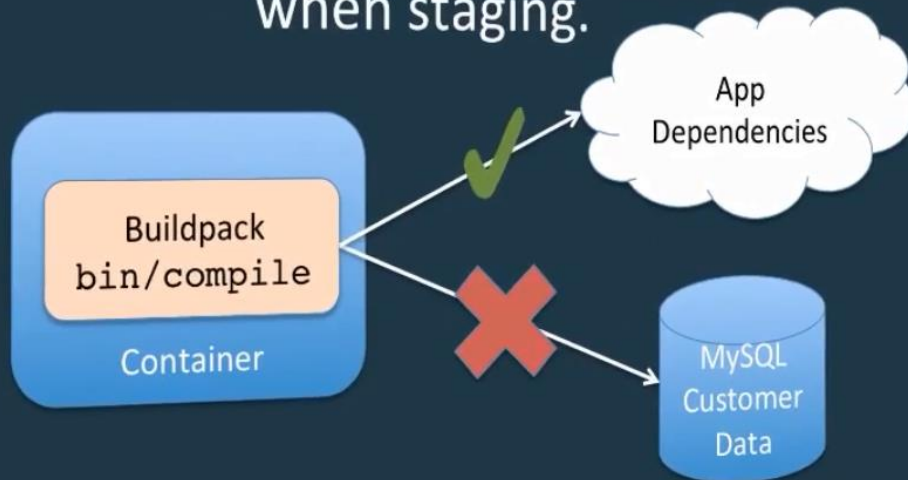 when staging.
App
Dependencies
Buildpack
bin/compile
Container
MySQL
Customer
Data